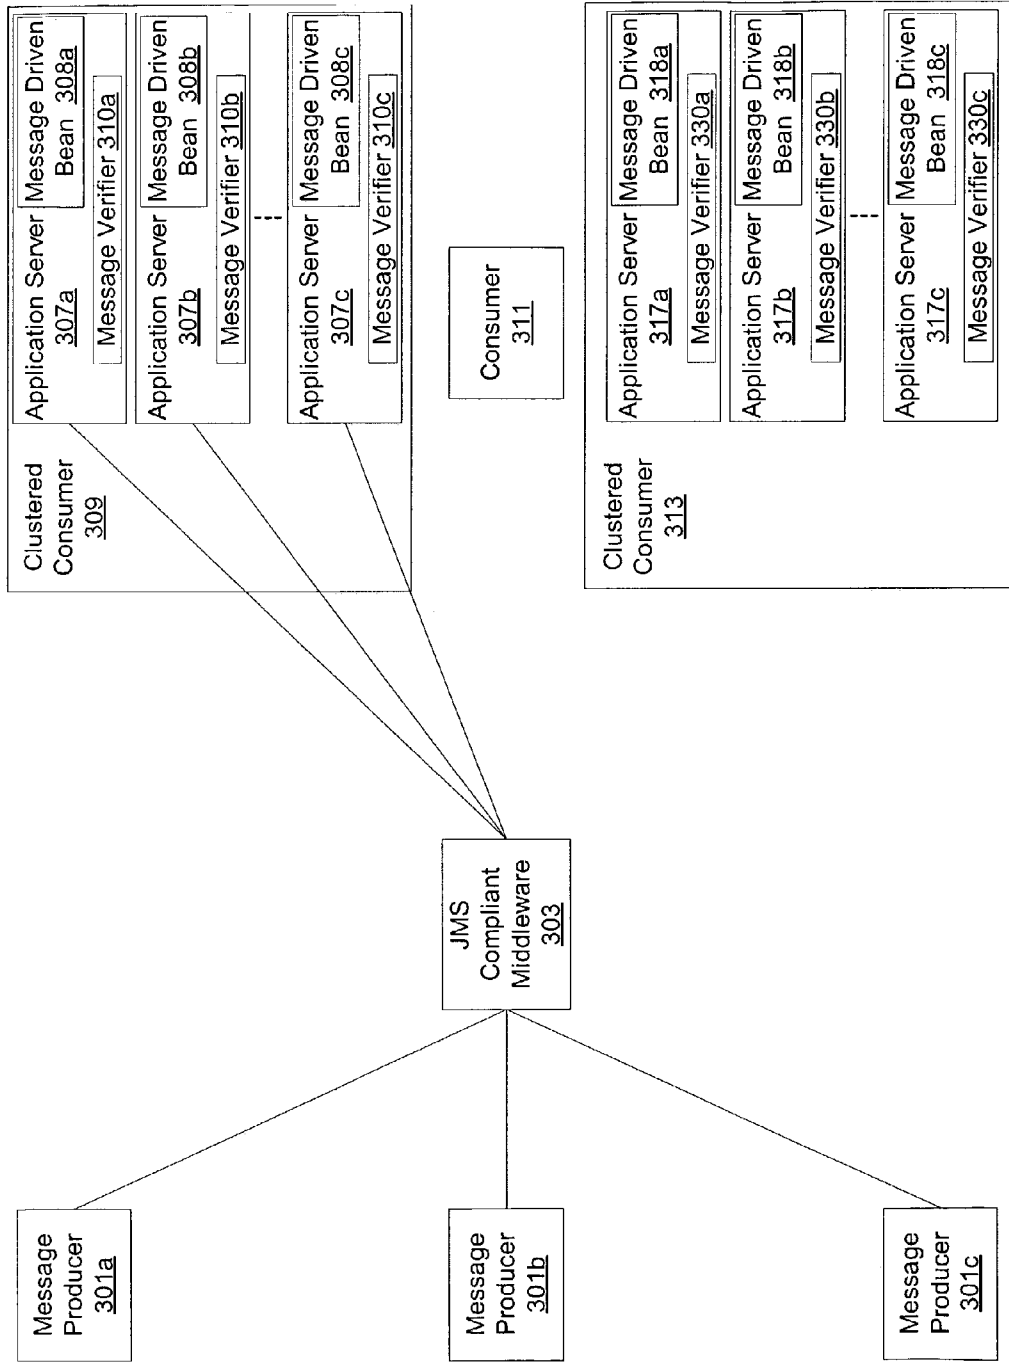 Message
Producer
301a
Message
Producer
301b
Message
Producer
301c
JMS
Compliant
Middleware
303
Clustered
Consumer
309
Application Server
307a
Message Driven
Bean 308a
Message Verifier 310a
Application Server
307b
Message Driven
Bean 308b
Message Verifier 310b
Application Server
307c
Message Driven
Bean 308c
Message Verifier 310c
Consumer
311
Clustered
Consumer
313
Application Server
317a
Message Driven
Bean 318a
Message Verifier 330a
Application Server
317b
Message Driven
Bean 318b
Message Verifier 330b
Application Server
317c
Message Driven
Bean 318c
Message Verifier 330c